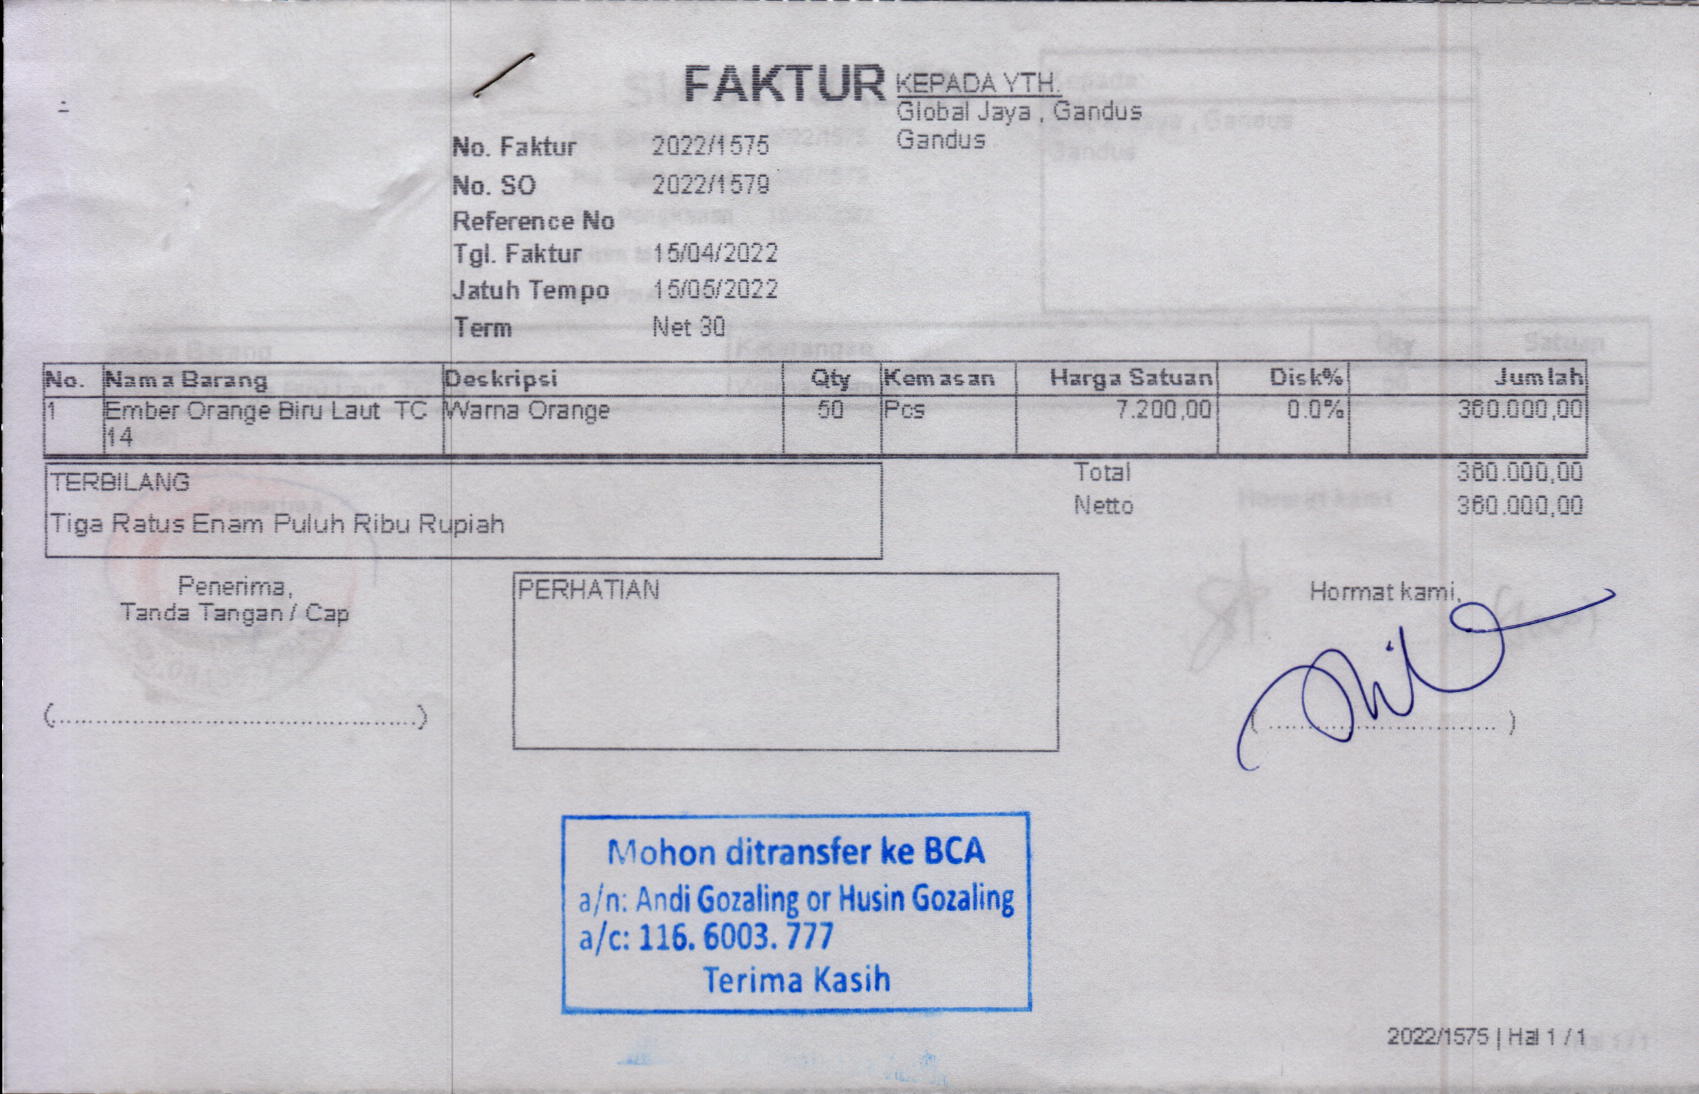 FAKTUR
KEPADA YTH.
Global Jaya , Gandus
Gandus
No. Faktur 2022/1575
No. SO 2022/1579
Reference No
Tgl. Faktur 15/04/2022
Jatuh Tempo 15/05/2022
Term Net 30
No. Nama Barang Deskripsi Qty Kemasan Harga Satuan Disk% Jumlah
1 Ember Orange Biru Laut TC Warna Orange 50 Pcs 7.200,00 0.0% 360.000,00
14
TERBILANG
Tiga Ratus Enam Puluh Ribu Rupiah
Total 360.000,00
Netto 360.000,00
Penerima,
Tanda Tangan / Cap
PERHATIAN
Hormat kami,
Mohon ditransfer ke BCA
a/n: Andi Gozaling or Husin Gozaling
a/c: 116. 6003. 777
Terima Kasih
2022/1575 | Hal 1 / 1